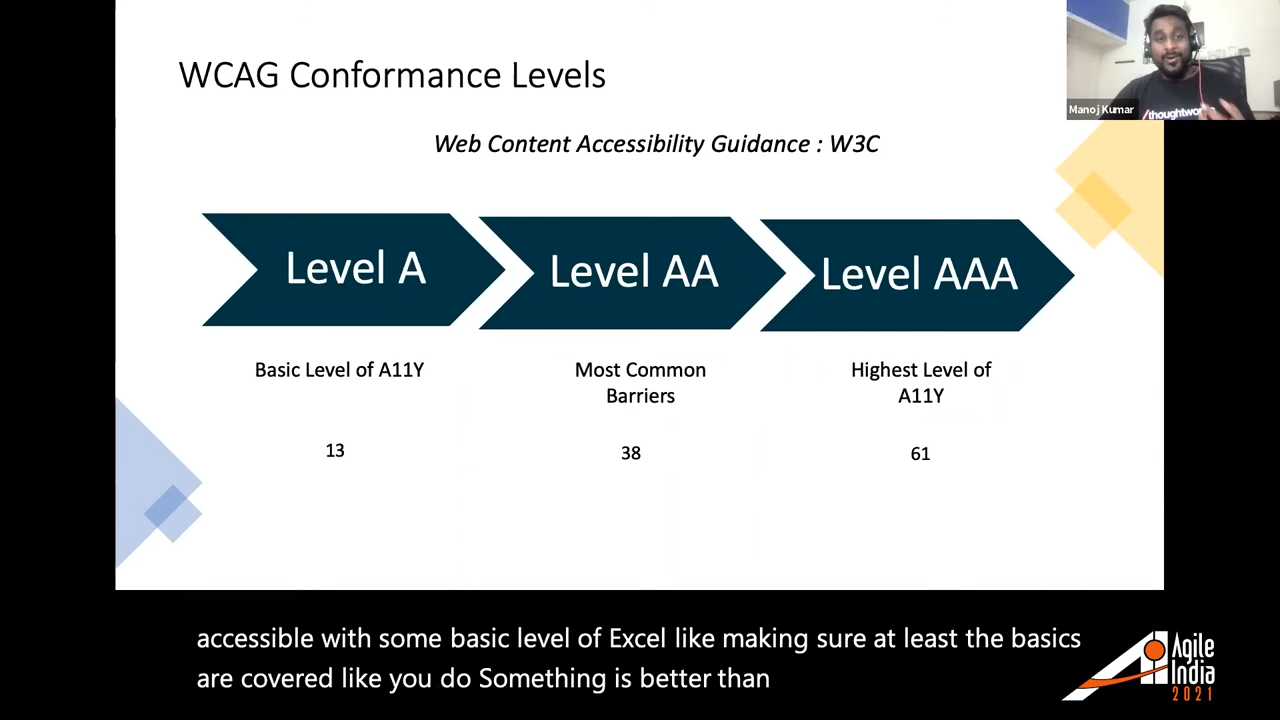 WCAG Conformance Levels
Web Content Accessibility Guidance : W3C
Manoj Kumar
/thoughtworks
Level A
Level AA
Level AAA
Basic Level of A11Y
Most Common
Barriers
Highest Level of
A11Y
13
38
61
accessible with some basic level of Excel like making sure at least the basics
are covered like you do Something is better than
Agile
India
2021